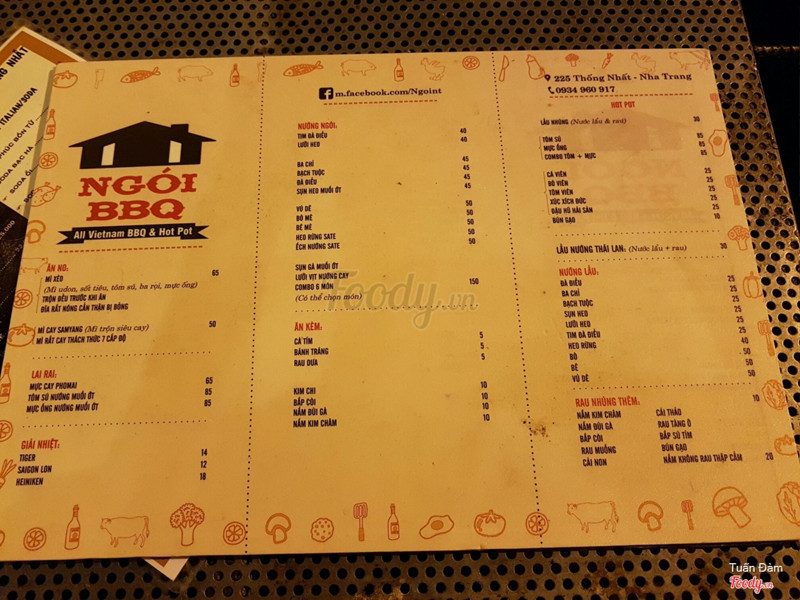 NGÓI
BBQ
All Vietnam BBQ & Hot Pot
ĂN NO:
MÌ XÈO 65
(Mì udon, sốt tiêu, tôm sú, ba rọi, mực ống)
TRỘN ĐỀU TRƯỚC KHI ĂN
ĐĨA RẤT NÓNG CẨN THẬN BỊ BỎNG
MÌ CAY SAMYANG (Mì trộn siêu cay) 50
MÌ RẤT CAY THÁCH THỨC 7 CẤP ĐỘ
LAI RAI:
MỰC CAY PHOMAI 65
TÔM SÚ NƯỚNG MUỐI ỚT 85
MỰC ỐNG NƯỚNG MUỐI ỚT 85
GIẢI NHIỆT:
TIGER 14
SAIGON LON 12
HEINIKEN 18
m.facebook.com/Ngoint
NƯỚNG NGÓI:
TIM ĐÀ ĐIỂU 40
LƯỠI HEO 40
BA CHỈ 45
BẠCH TUỘC 45
ĐÀ ĐIỂU 45
SỤN HEO MUỐI ỚT 45
VÚ DÊ 50
BÒ MĒ 50
BÊ MÈ 50
HEO RỪNG SATE 50
ẾCH NƯỚNG SATE 50
SỤN GÀ MUỐI ỚT
LƯỠI VỊT NƯỚNG CAY
COMBO 6 MÓN 150
(Có thể chọn món)
ĂN KÈM:
CÀ TÍM 5
BÁNH TRÁNG 5
RAU DƯA 5
KIM CHI 10
BẮP CÒI 10
NẤM ĐÙI GÀ 10
NẤM KIM CHÂM 10
225 Thống Nhất - Nha Trang
0934 960 917
HOT POT
LẨU NHÚNG (Nước lẩu & rau) 30
TÔM SÚ 35
MỰC ỐNG 35
COMBO TÔM + MỰC 35
CÁ VIÊN 25
BÒ VIÊN 25
TÔM VIÊN 25
XÚC XÍCH ĐỨC 25
ĐẬU HŨ HẢI SẢN 25
BÚN GẠO 10
LẨU NƯỚNG THÁI LAN: (Nước lẩu + rau) 30
NƯỚNG LẨU:
ĐÀ ĐIỂU 25
BA CHỈ 25
BẠCH TUỘC 25
SỤN HEO 25
LƯỠI HEO 25
TIM ĐÀ ĐIỂU 25
HEO RỪNG 40
BÒ 50
BÊ 50
VÚ DÊ 50
RAU NHÚNG THÊM: 10
NẤM KIM CHÂM CẢI THẢO
NẤM ĐÙI GÀ RAU TẦNG Ô
BẮP CÒI BẮP SÚ TÍM
RAU MUỐNG BÚN GẠO
CẢI NON NẤM KHÔNG RAU THẬP CẨM 20
Foody.vn
Tuấn Đàm
Foody.vn